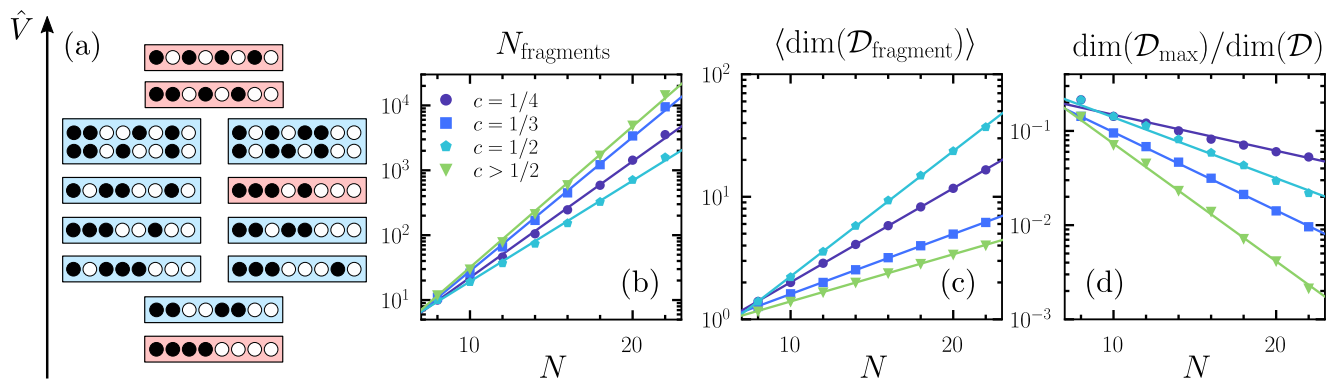 V̂
(a)
N_fragments
10^4
10^3
10^2
10^1
c = 1/4
c = 1/3
c = 1/2
c > 1/2
(b)
10 20
N
⟨dim(𝒟_fragment)⟩
10^2
10^1
10^0
(c)
10 20
N
dim(𝒟_max)/dim(𝒟)
10^−1
10^−2
10^−3
(d)
10 20
N